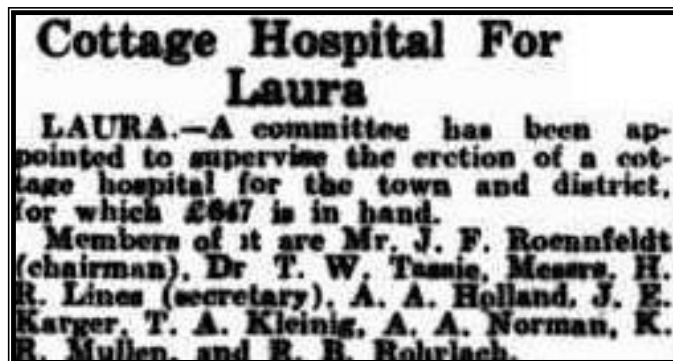 Cottage Hospital For
Laura
LAURA.—A committee has been ap-
pointed to supervise the erction of a cot-
tage hospital for the town and district,
for which £647 is in hand.
Members of it are Mr. J. F. Roennfeldt
(chairman), Dr T. W. Tassie, Messrs. H.
R. Lines (secretary), A. A. Holland, J. E.
Karger, T. A. Kleinig, A. A. Norman, K.
R. Mullen, and R. B. Rohrlach.